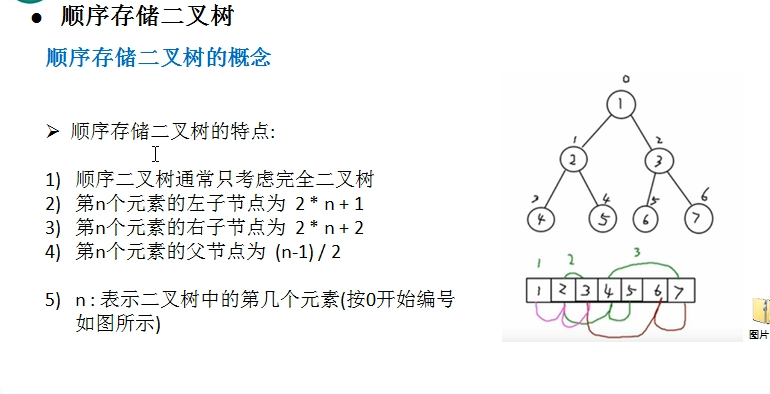 ● 顺序存储二叉树
顺序存储二叉树的概念
➢ 顺序存储二叉树的特点:
1) 顺序二叉树通常只考虑完全二叉树
2) 第n个元素的左子节点为 2 * n + 1
3) 第n个元素的右子节点为 2 * n + 2
4) 第n个元素的父节点为 (n-1) / 2
5) n : 表示二叉树中的第几个元素(按0开始编号
如图所示)
0
1
1 2
2 3
3 4 5 6
4 5 6 7
1 2 3
1 2 3 4 5 6 7
图片